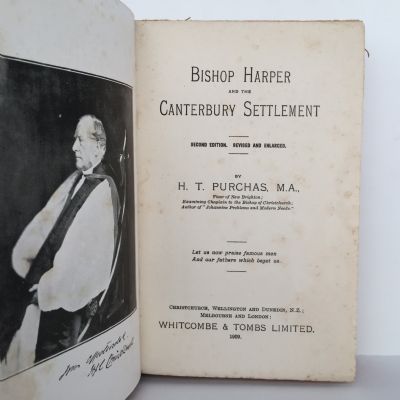 BISHOP HARPER
AND THE
CANTERBURY SETTLEMENT
SECOND EDITION. REVISED AND ENLARGED.
BY
H. T. PURCHAS, M.A.,
Vicar of New Brighton;
Examining Chaplain to the Bishop of Christchurch;
Author of "Johannine Problems and Modern Needs."
Let us now praise famous men
And our fathers which begat us.
CHRISTCHURCH, WELLINGTON AND DUNEDIN, N.Z.;
MELBOURNE AND LONDON:
WHITCOMBE & TOMBS LIMITED.
1909.